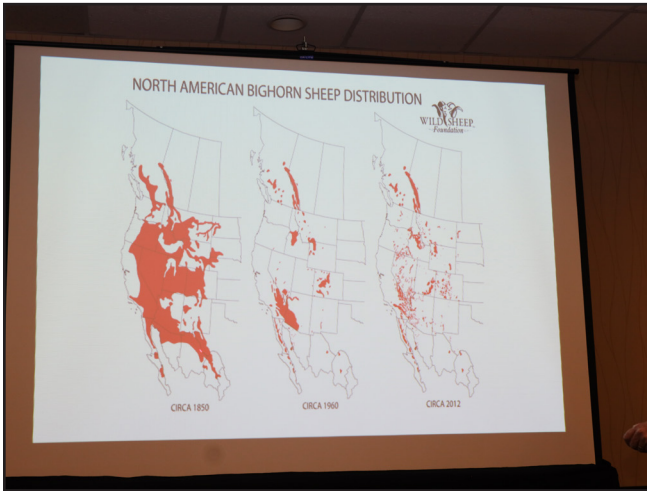 NORTH AMERICAN BIGHORN SHEEP DISTRIBUTION
WILD SHEEP
Foundation
CIRCA 1850
CIRCA 1960
CIRCA 2012